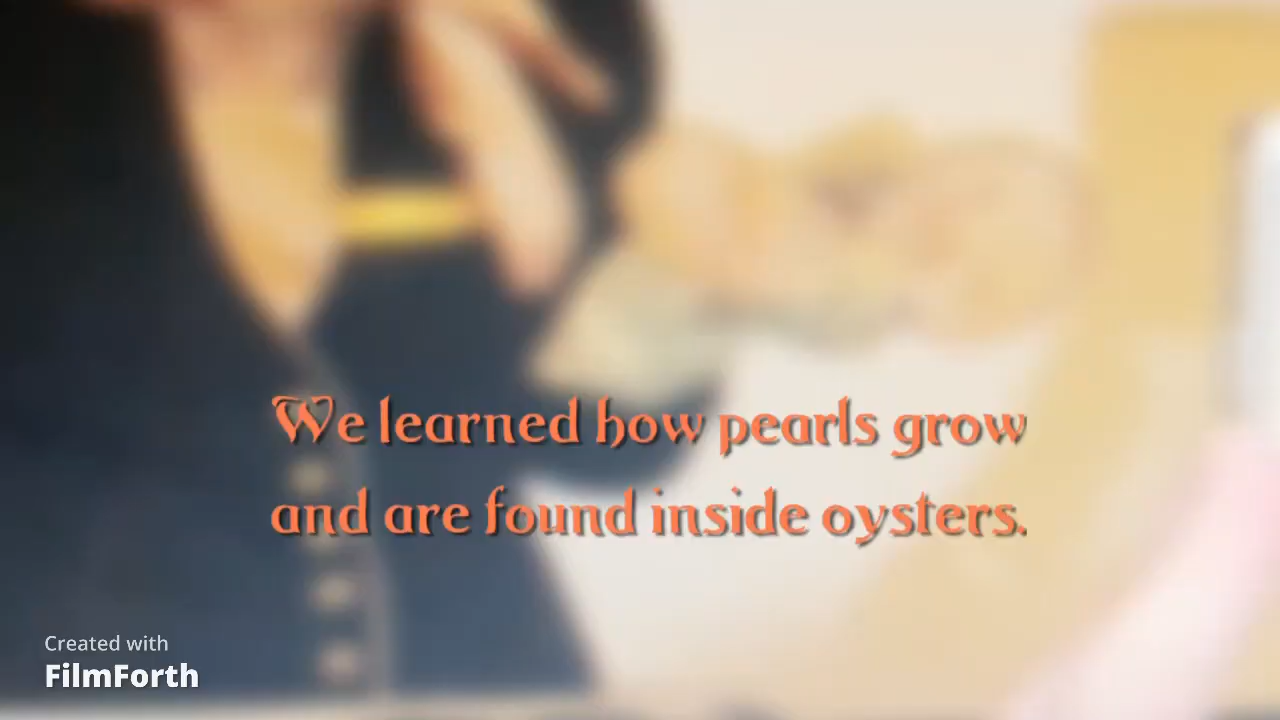 We learned how pearls grow
and are found inside oysters.
Created with
FilmForth